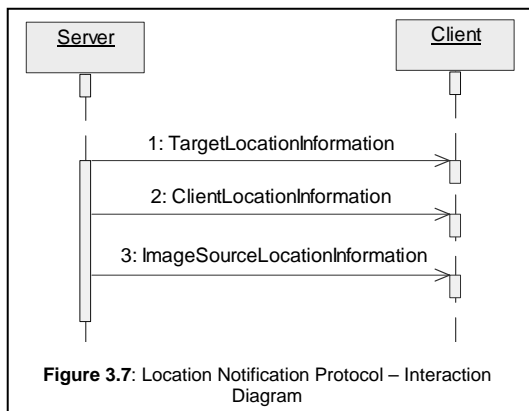 Server
Client
1: TargetLocationInformation
2: ClientLocationInformation
3: ImageSourceLocationInformation
Figure 3.7: Location Notification Protocol – Interaction
Diagram